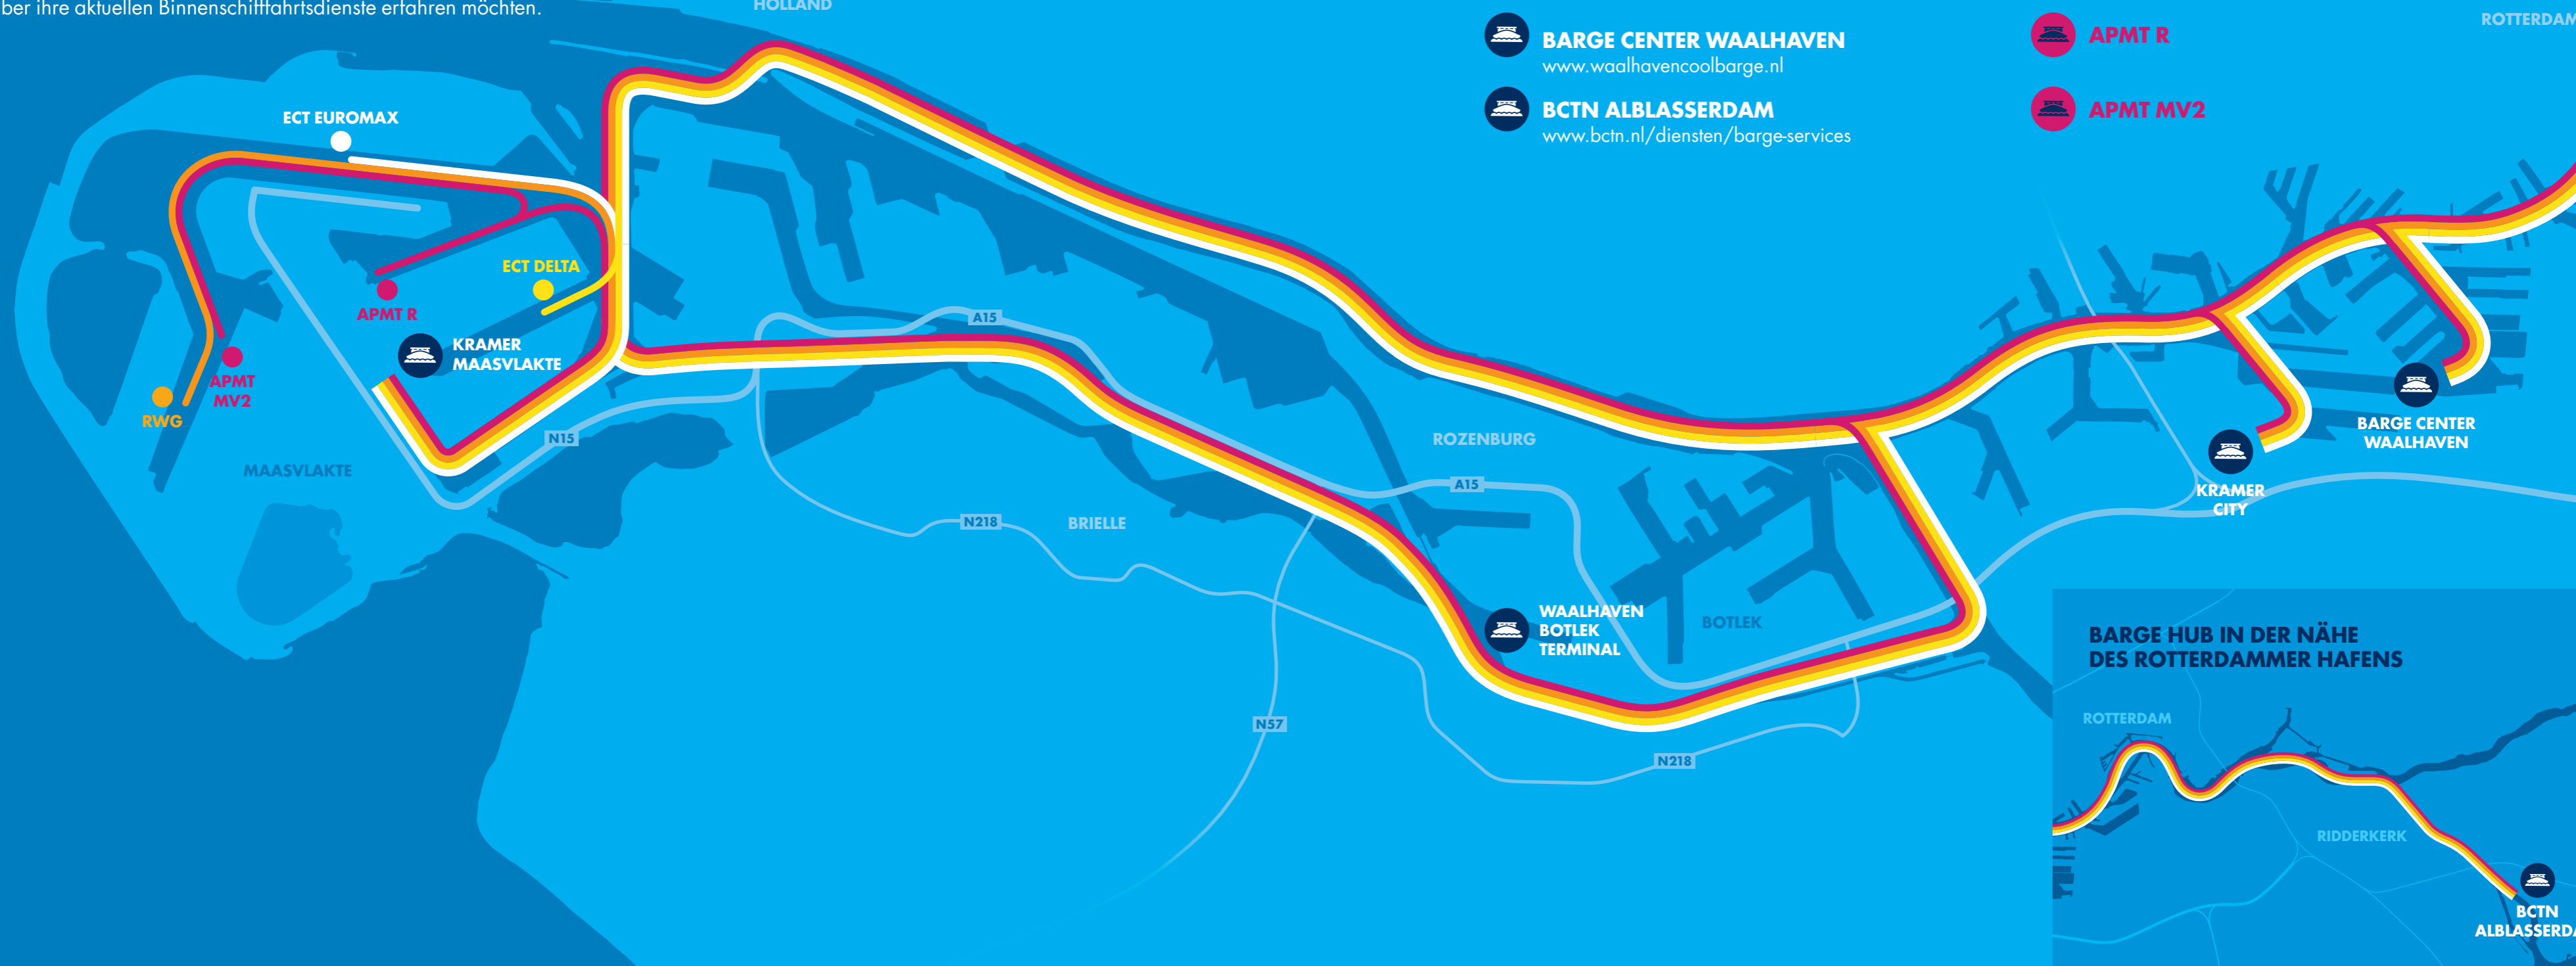 ber ihre aktuellen Binnenschifffahrtsdienste erfahren möchten.
HOLLAND
BARGE CENTER WAALHAVEN
www.waalhavencoolbarge.nl
BCTN ALBLASSERDAM
www.bctn.nl/diensten/barge-services
APMT R
APMT MV2
ROTTERDAM
ECT EUROMAX
ECT DELTA
APMT R
KRAMER
MAASVLAKTE
APMT
MV2
RWG
MAASVLAKTE
N15
A15
N218
BRIELLE
ROZENBURG
A15
WAALHAVEN
BOTLEK
TERMINAL
BOTLEK
N57
N218
BARGE CENTER
WAALHAVEN
KRAMER
CITY
BARGE HUB IN DER NÄHE
DES ROTTERDAMMER HAFENS
ROTTERDAM
RIDDERKERK
BCTN
ALBLASSERDA